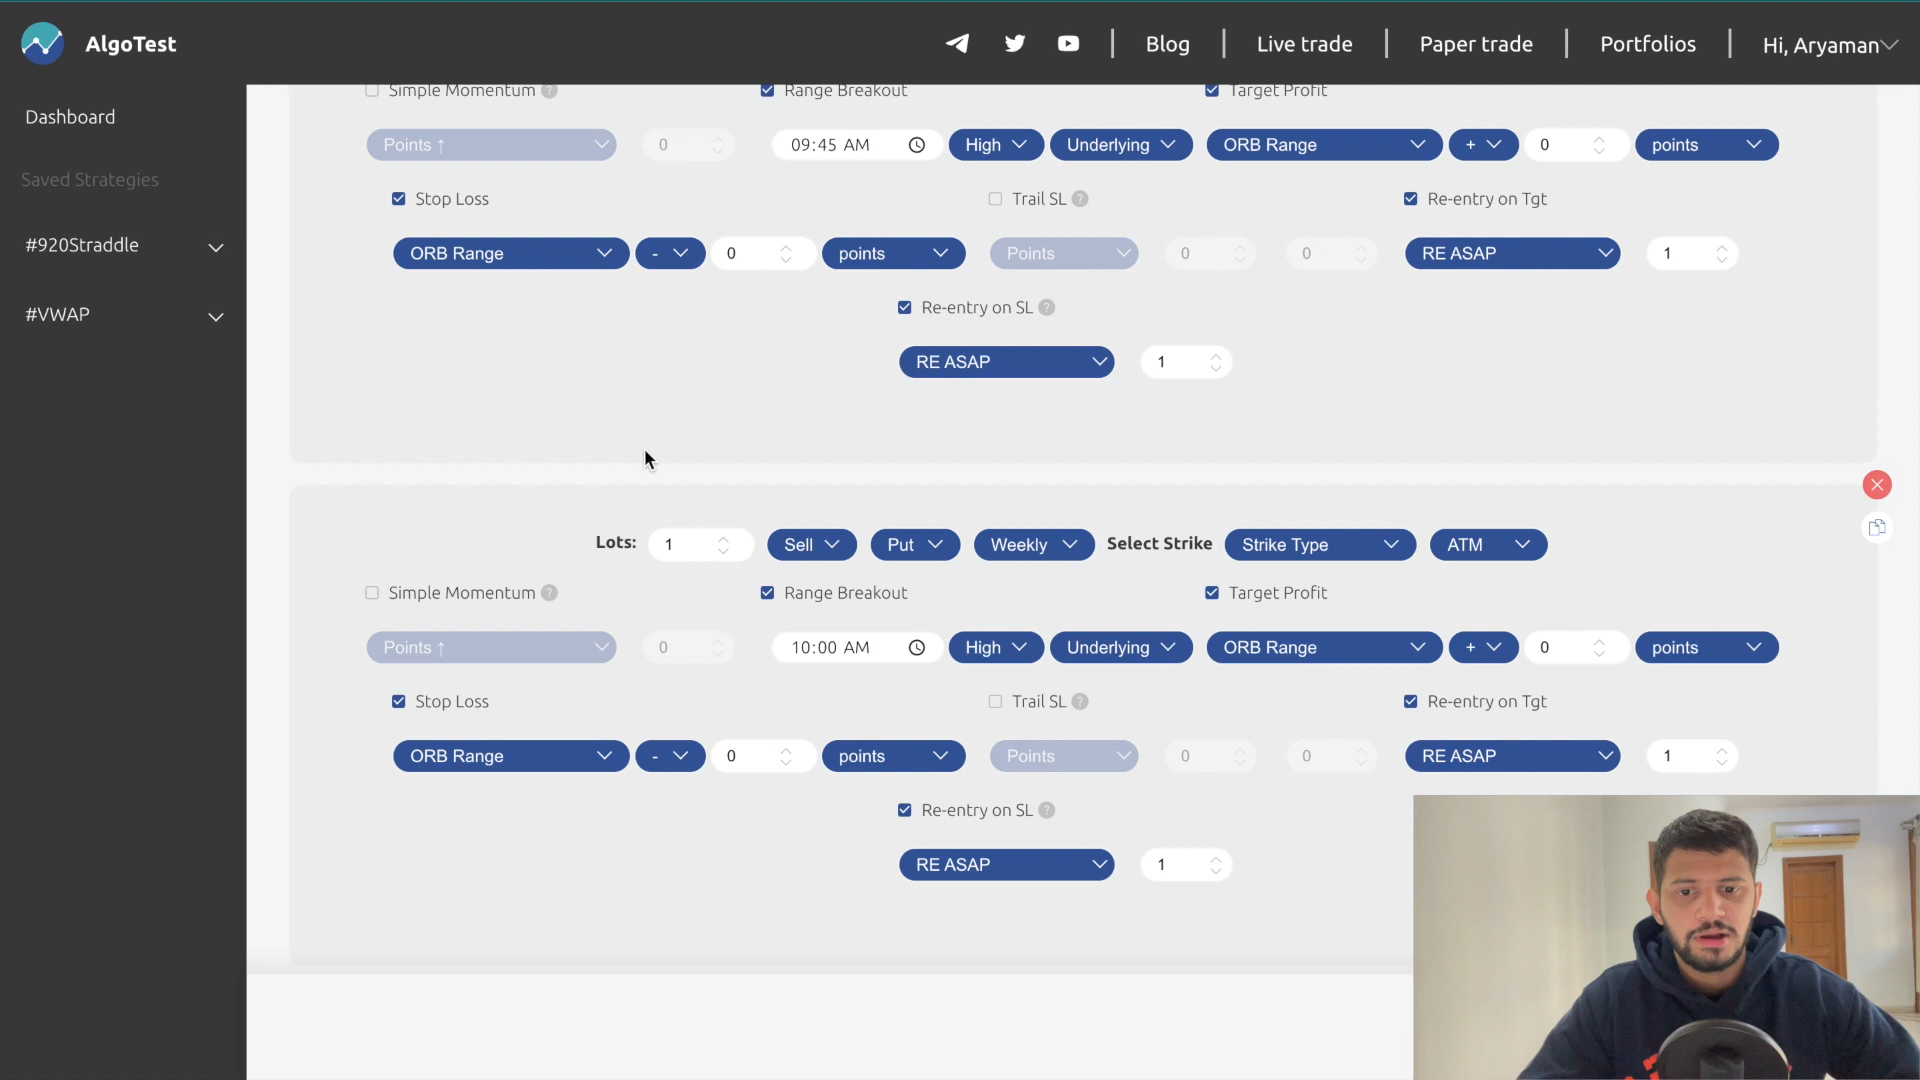 AlgoTest
Blog
Live trade
Paper trade
Portfolios
Hi, Aryaman
Dashboard
Saved Strategies
#920Straddle
#VWAP
Simple Momentum ?
Range Breakout
Target Profit
Points ↑
0
09:45 AM
High
Underlying
ORB Range
+
0
points
Stop Loss
Trail SL ?
Re-entry on Tgt
ORB Range
-
0
points
Points
0
0
RE ASAP
1
Re-entry on SL ?
RE ASAP
1
Lots:
1
Sell
Put
Weekly
Select Strike
Strike Type
ATM
Simple Momentum ?
Range Breakout
Target Profit
Points ↑
0
10:00 AM
High
Underlying
ORB Range
+
0
points
Stop Loss
Trail SL ?
Re-entry on Tgt
ORB Range
-
0
points
Points
0
0
RE ASAP
1
Re-entry on SL ?
RE ASAP
1